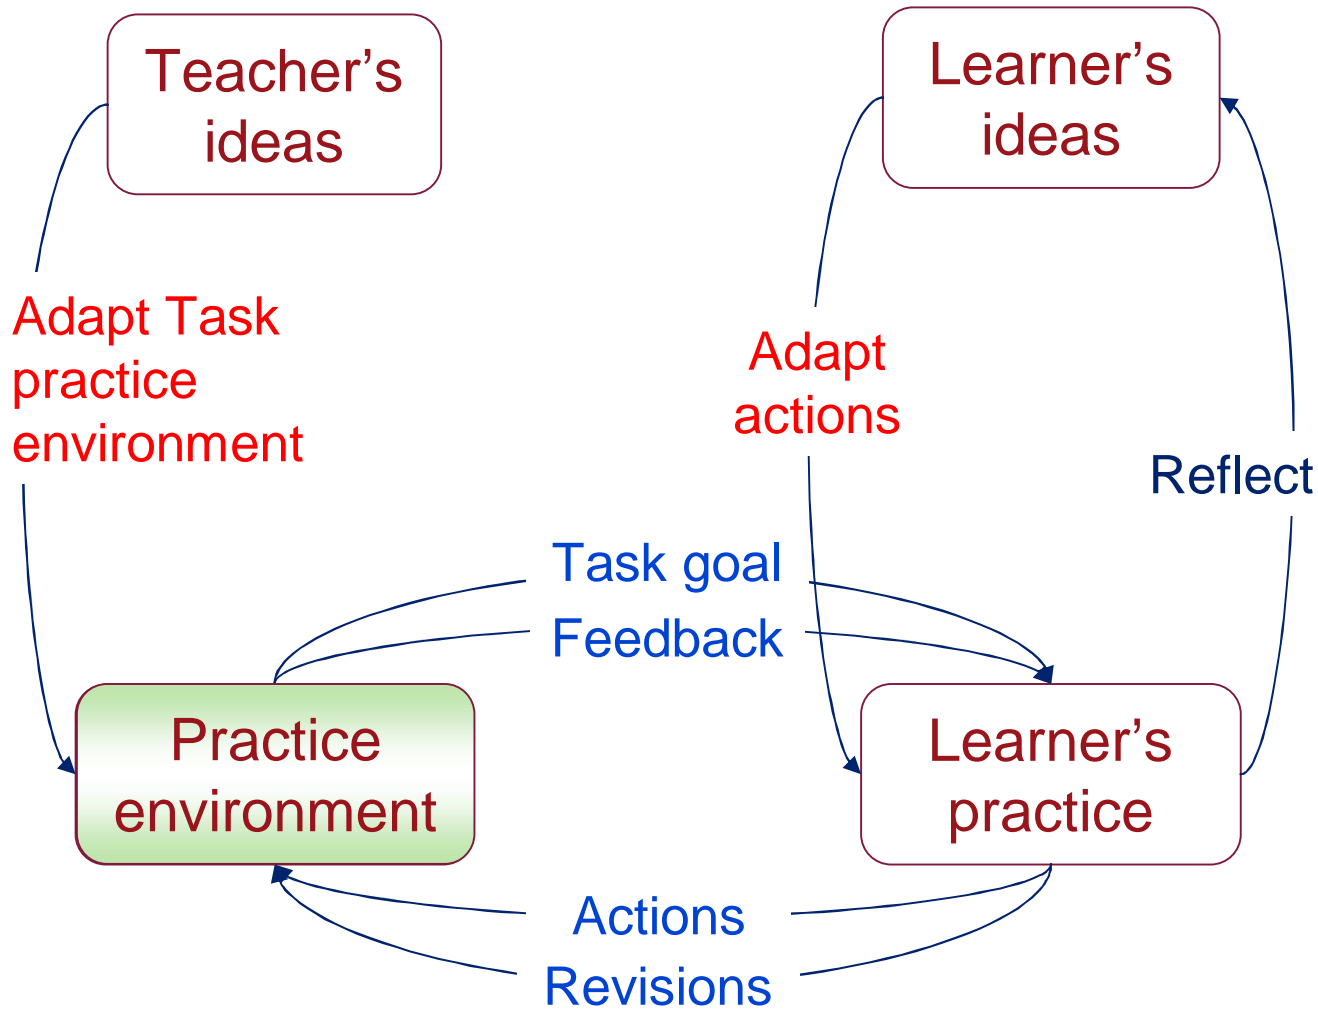 Teacher’s
ideas
Learner’s
ideas
Adapt Task
practice
environment
Adapt
actions
Reflect
Task goal
Feedback
Practice
environment
Learner’s
practice
Actions
Revisions